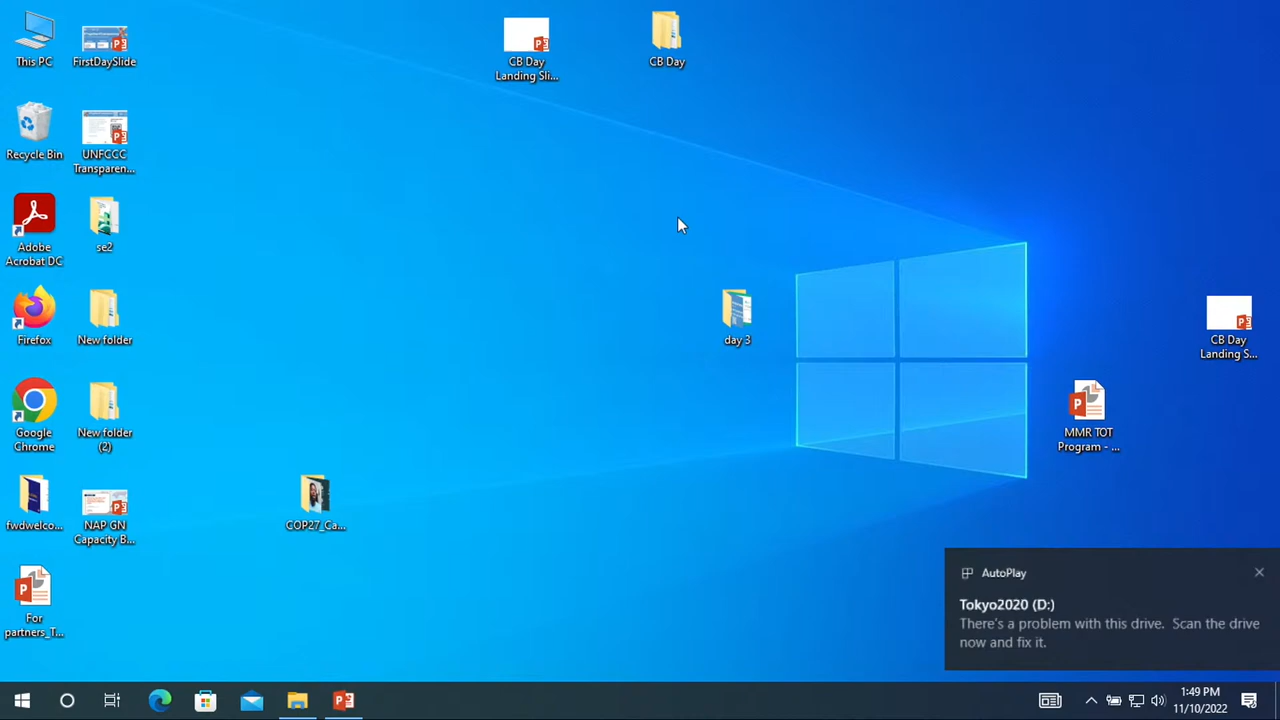 This PC
FirstDaySlide
Recycle Bin
UNFCCC
Transparen...
Adobe
Acrobat DC
se2
Firefox
New folder
Google
Chrome
New folder
(2)
fwdwelco...
NAP GN
Capacity B...
For
partners_T...
COP27_Ca...
CB Day
Landing Sli...
CB Day
day 3
CB Day
Landing S...
MMR TOT
Program - ...
AutoPlay
Tokyo2020 (D:)
There's a problem with this drive. Scan the drive
now and fix it.
1:49 PM
11/10/2022